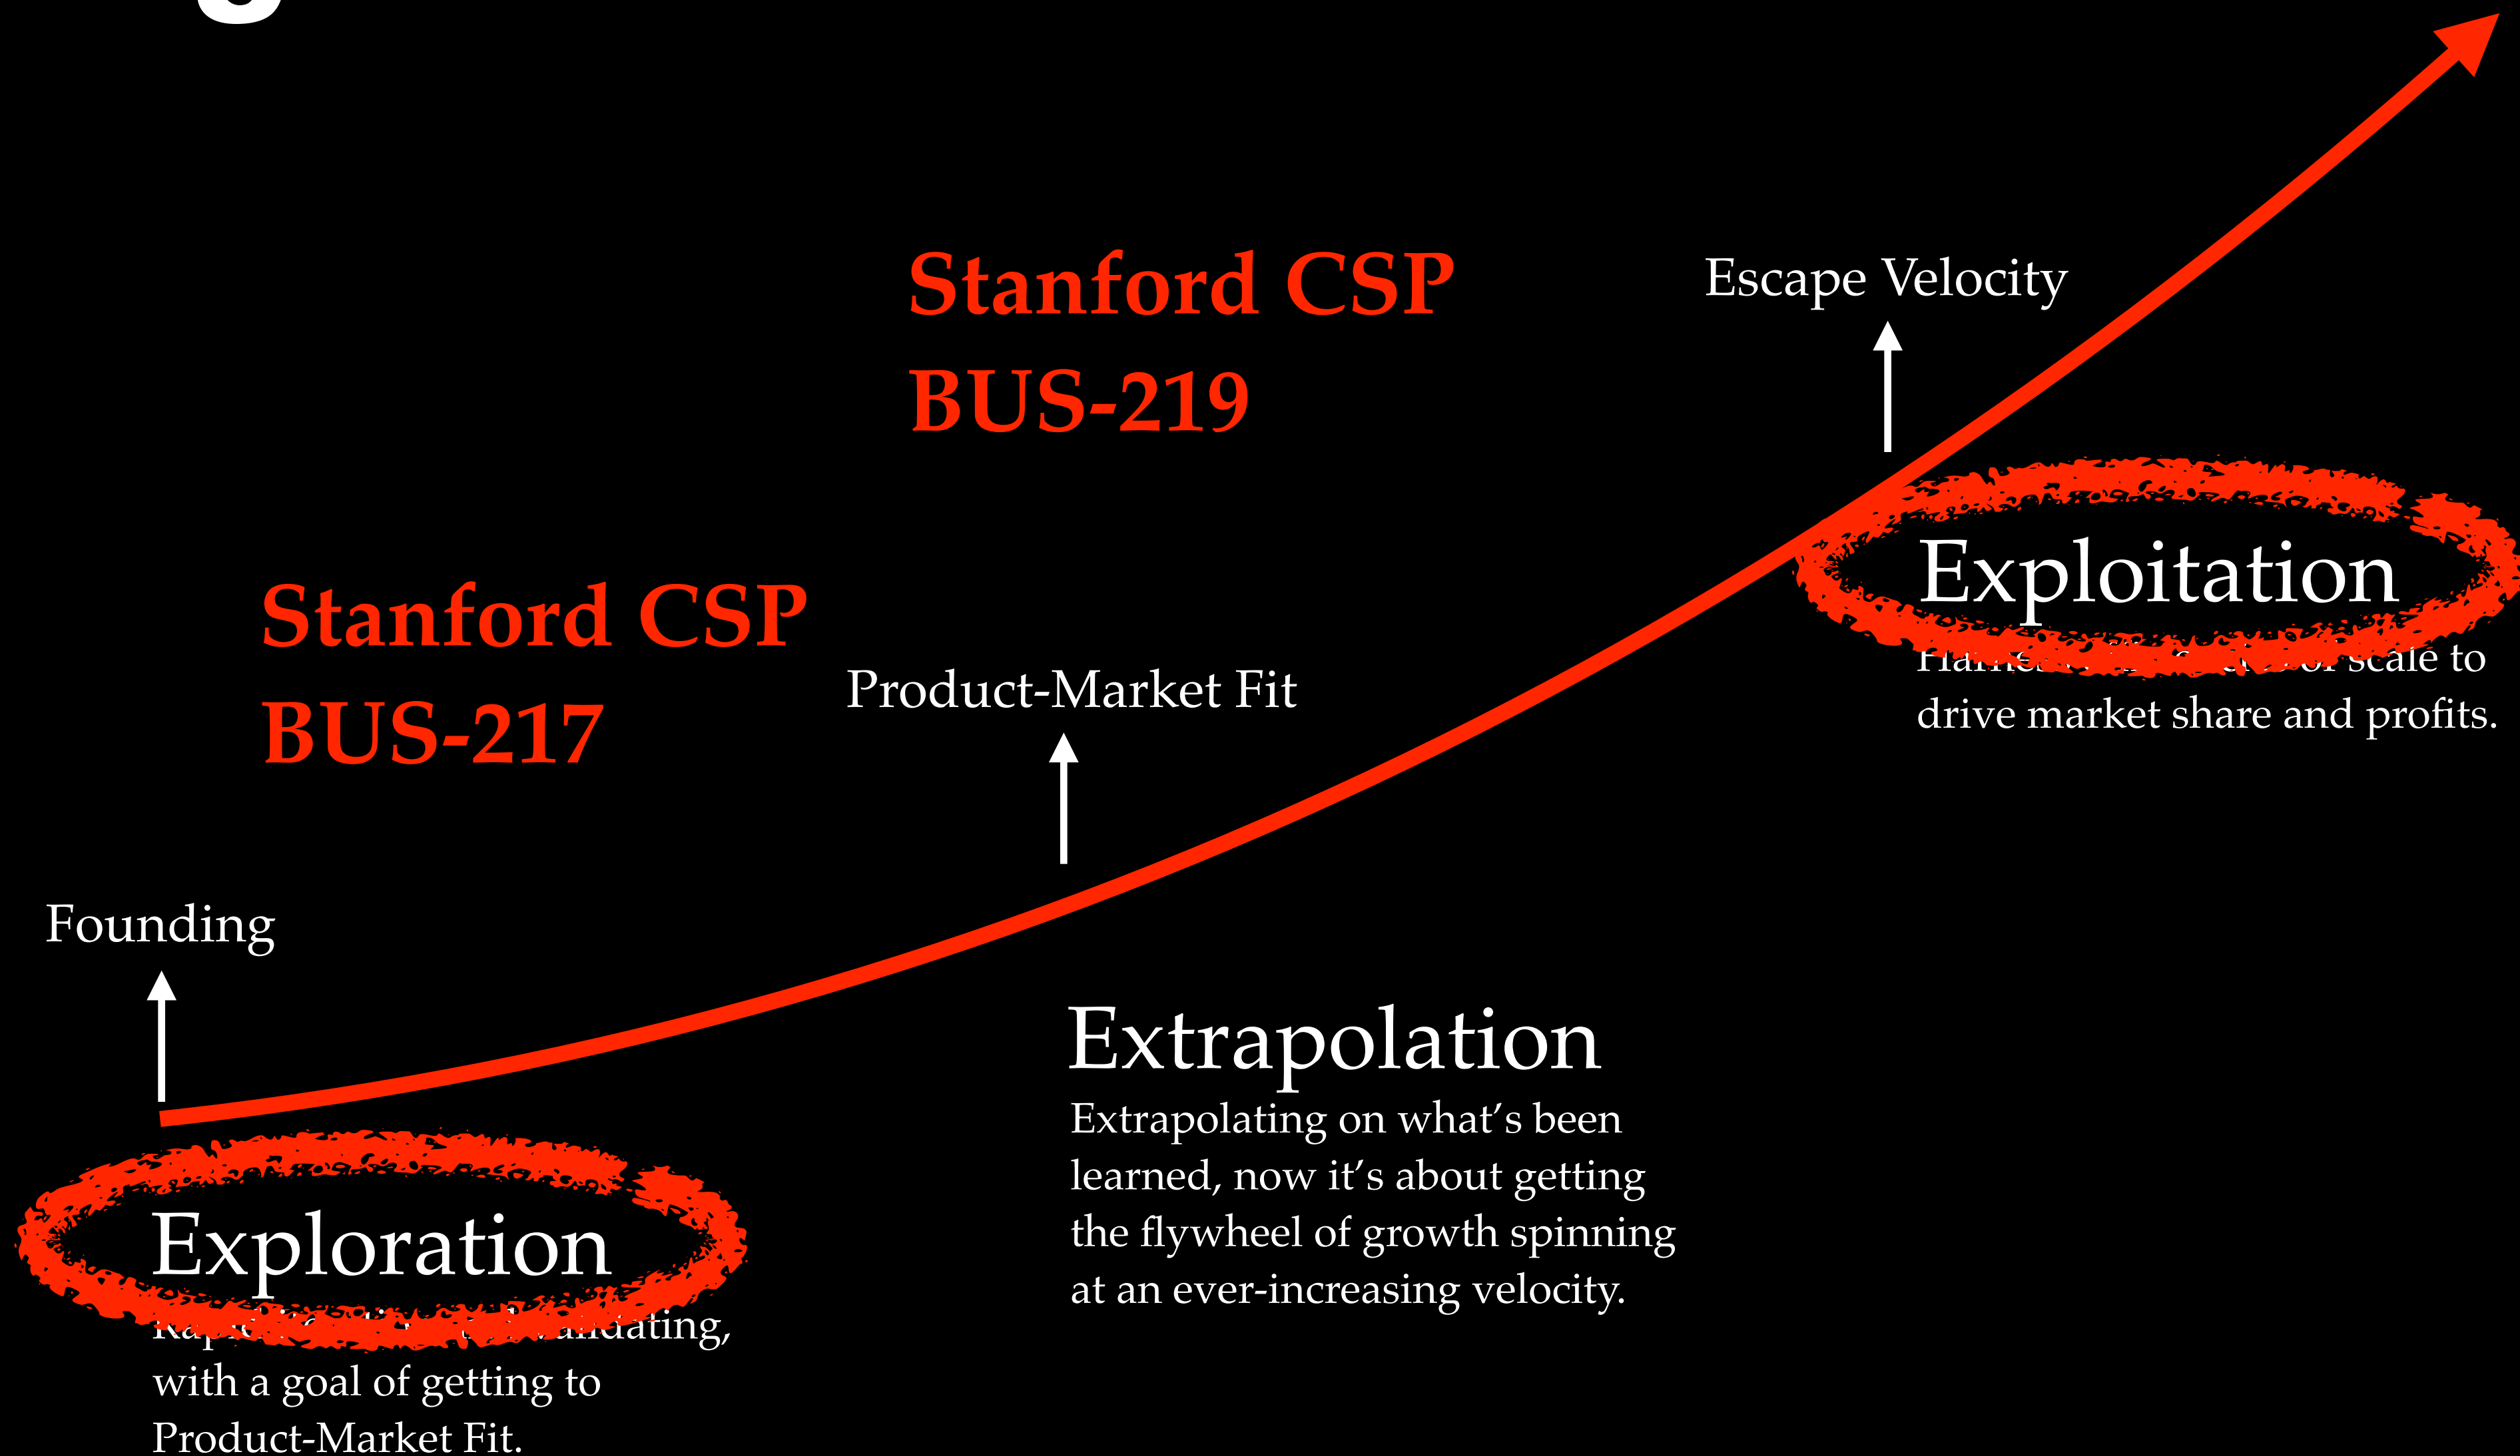 Stanford CSP
BUS-219
Escape Velocity
Exploitation
scale to
drive market share and profits.
Stanford CSP
BUS-217
Product-Market Fit
Founding
Extrapolation
Extrapolating on what’s been
learned, now it’s about getting
the flywheel of growth spinning
at an ever-increasing velocity.
Exploration
with a goal of getting to
Product-Market Fit.